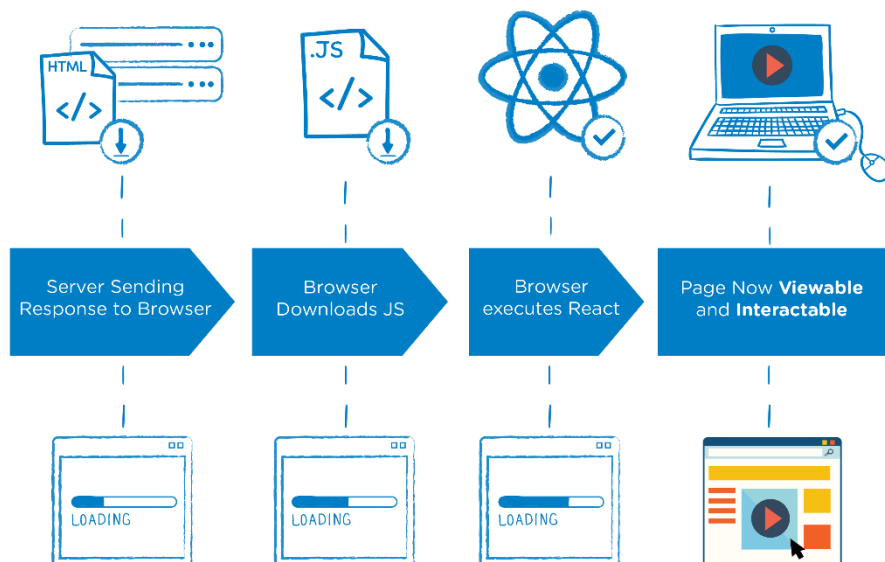 HTML
.JS
Server Sending
Response to Browser
Browser
Downloads JS
Browser
executes React
Page Now Viewable
and Interactable
LOADING
LOADING
LOADING